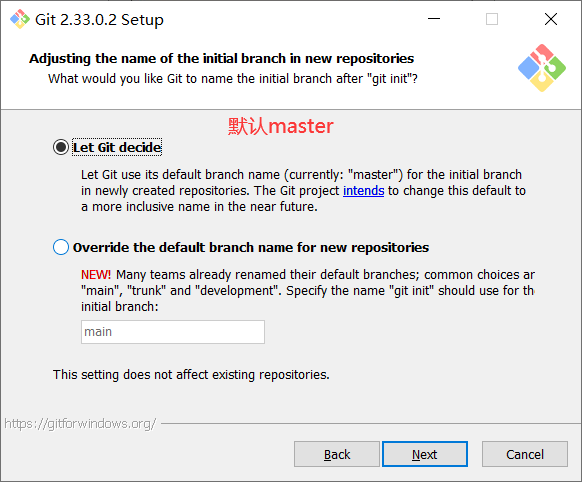 Git 2.33.0.2 Setup
Adjusting the name of the initial branch in new repositories
What would you like Git to name the initial branch after "git init"?
默认master
Let Git decide
Let Git use its default branch name (currently: "master") for the initial branch
in newly created repositories. The Git project intends to change this default to
a more inclusive name in the near future.
Override the default branch name for new repositories
NEW! Many teams already renamed their default branches; common choices ar
"main", "trunk" and "development". Specify the name "git init" should use for the
initial branch:
main
This setting does not affect existing repositories.
https://gitforwindows.org/
Back
Next
Cancel